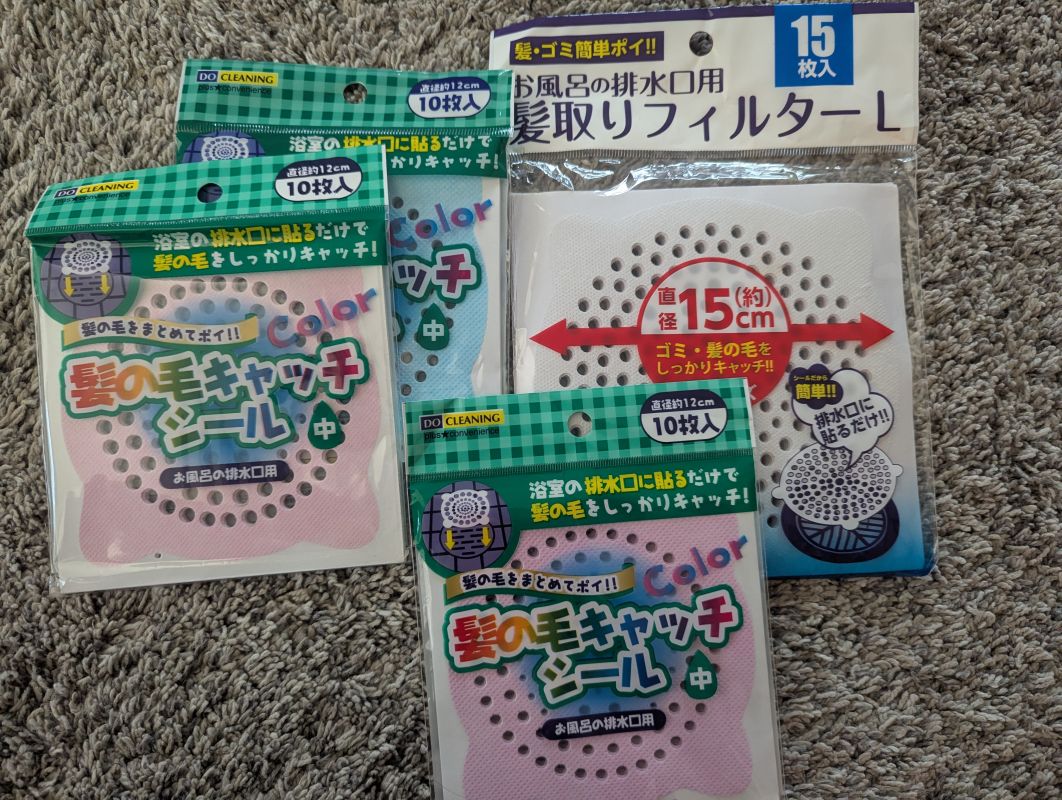 DO CLEANING
plus★convenience
直径約12cm
10枚入
浴室の排水口に貼るだけで
かりキャッチ!
Color
ッチ
中
髪・ゴミ簡単ポイ!!
15
枚入
お風呂の排水口用
髪取りフィルターL
直径15(約)cm
ゴミ・髪の毛を
しっかりキャッチ!!
シールだから
簡単!!
排水口に
貼るだけ!!
DO CLEANING
plus★convenience
直径約12cm
10枚入
浴室の排水口に貼るだけで
髪の毛をしっかりキャッチ!
Color
髪の毛をまとめてポイ!!
髪の毛キャッチ
シール
中
お風呂の排水口用
DO CLEANING
plus★convenience
直径約12cm
10枚入
浴室の排水口に貼るだけで
髪の毛をしっかりキャッチ!
Color
髪の毛をまとめてポイ!!
髪の毛キャッチ
シール
中
お風呂の排水口用